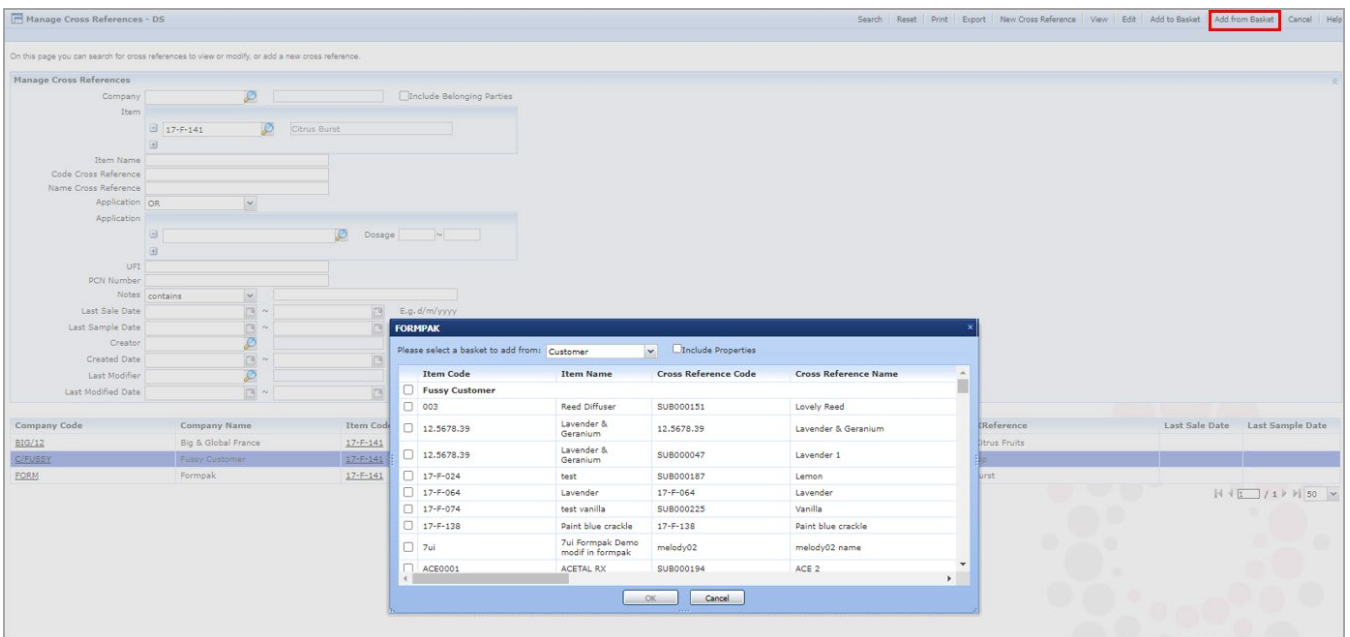 Manage Cross References - DS
Search Reset Print Export New Cross Reference View Edit Add to Basket Add from Basket Cancel Help
On this page you can search for cross references to view or modify, or add a new cross reference.
Manage Cross References
Company Include Belonging Parties
Item
17-F-141 Citrus Burst
Item Name
Code Cross Reference
Name Cross Reference
Application OR
Application
Dosage ~
UFI
PCN Number
Notes contains
Last Sale Date ~ E.g. d/m/yyyy
Last Sample Date ~
Creator
Created Date ~
Last Modifier
Last Modified Date ~
FORMPAK
Please select a basket to add from: Customer Include Properties
Item Code Item Name Cross Reference Code Cross Reference Name
Fussy Customer
003 Reed Diffuser SUB000151 Lovely Reed
12.5678.39 Lavender & Geranium 12.5678.39 Lavender & Geranium
12.5678.39 Lavender & Geranium SUB000047 Lavender 1
17-F-024 test SUB000187 Lemon
17-F-064 Lavender 17-F-064 Lavender
17-F-074 test vanilla SUB000225 Vanilla
17-F-138 Paint blue crackle 17-F-138 Paint blue crackle
7ui 7ui Formpak Demo modif in formpak melody02 melody02 name
ACE0001 ACETAL RX SUB000194 ACE 2
OK Cancel
Company Code Company Name Item Cod XReference Last Sale Date Last Sample Date
BIG/12 Big & Global France 17-F-141 Citrus Fruits
C/FUSSY Fussy Customer 17-F-141
FORM Formpak 17-F-141 urst
1 / 1 50